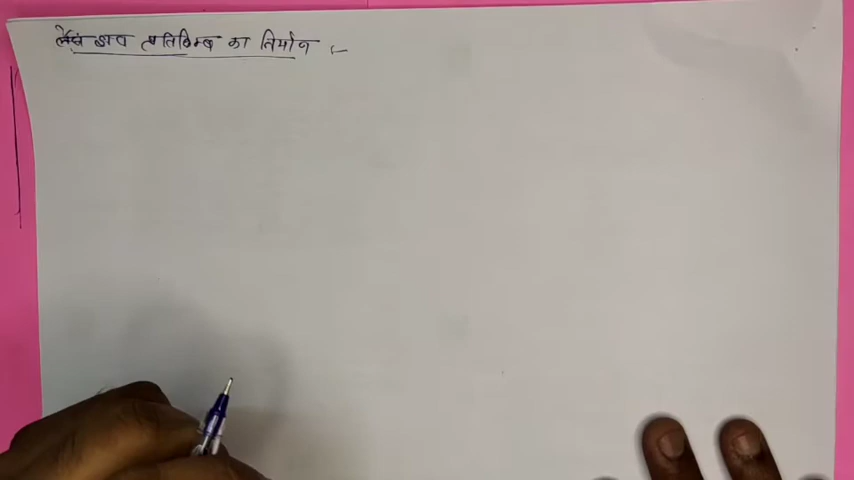 लेंस द्वारा प्रतिबिम्ब का निर्माण :-